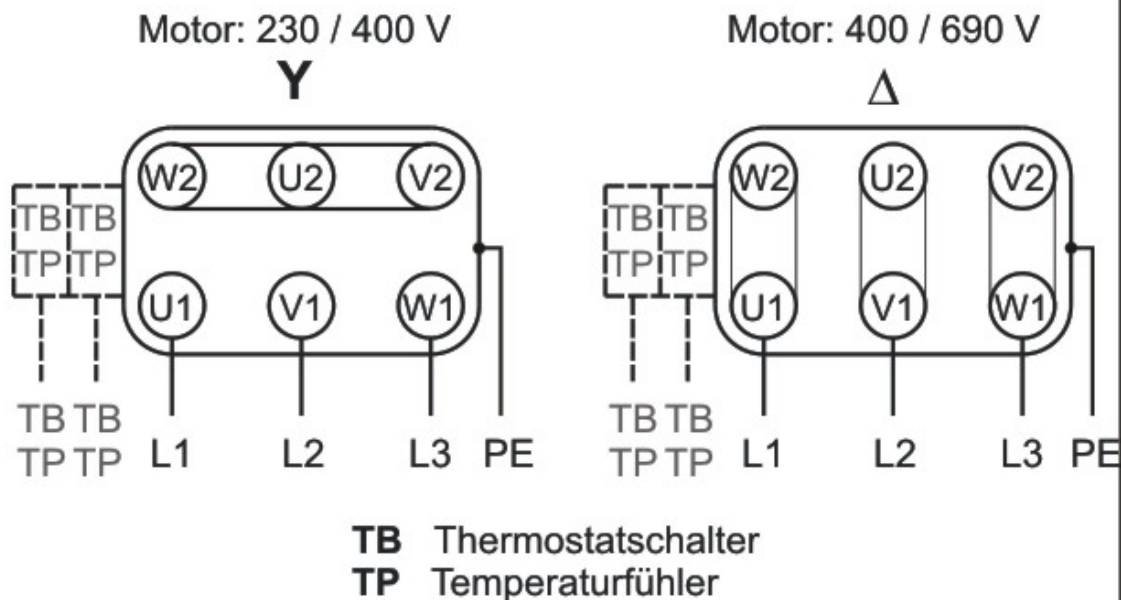 Motor: 230 / 400 V
Motor: 400 / 690 V
Y
Δ
W2 U2 V2
W2 U2 V2
TB TB
TB TB
TP TP
TP TP
U1 V1 W1
U1 V1 W1
TB TB
TB TB
TP TP L1 L2 L3 PE
TP TP L1 L2 L3 PE
TB Thermostatschalter
TP Temperaturfühler